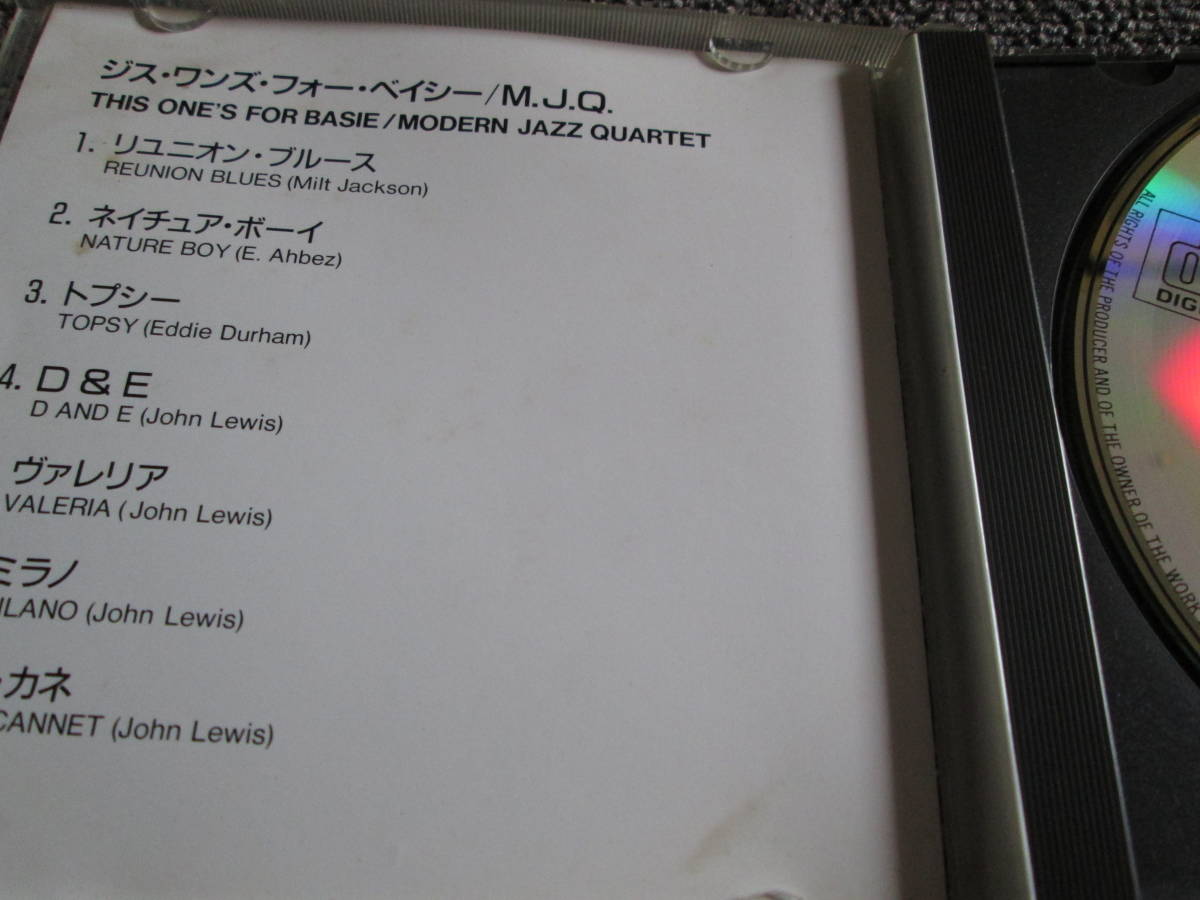 ジス・ワンズ・フォー・ベイシー/M.J.Q.
THIS ONE'S FOR BASIE/MODERN JAZZ QUARTET
1. リユニオン・ブルース
REUNION BLUES (Milt Jackson)
2. ネイチュア・ボーイ
NATURE BOY (E. Ahbez)
3. トプシー
TOPSY (Eddie Durham)
4. D & E
D AND E (John Lewis)
ヴァレリア
VALERIA (John Lewis)
ミラノ
ILANO (John Lewis)
・カネ
CANNET (John Lewis)
ALL RIGHTS OF THE PRODUCER AND OF THE OWNER OF THE WORK
DIGI